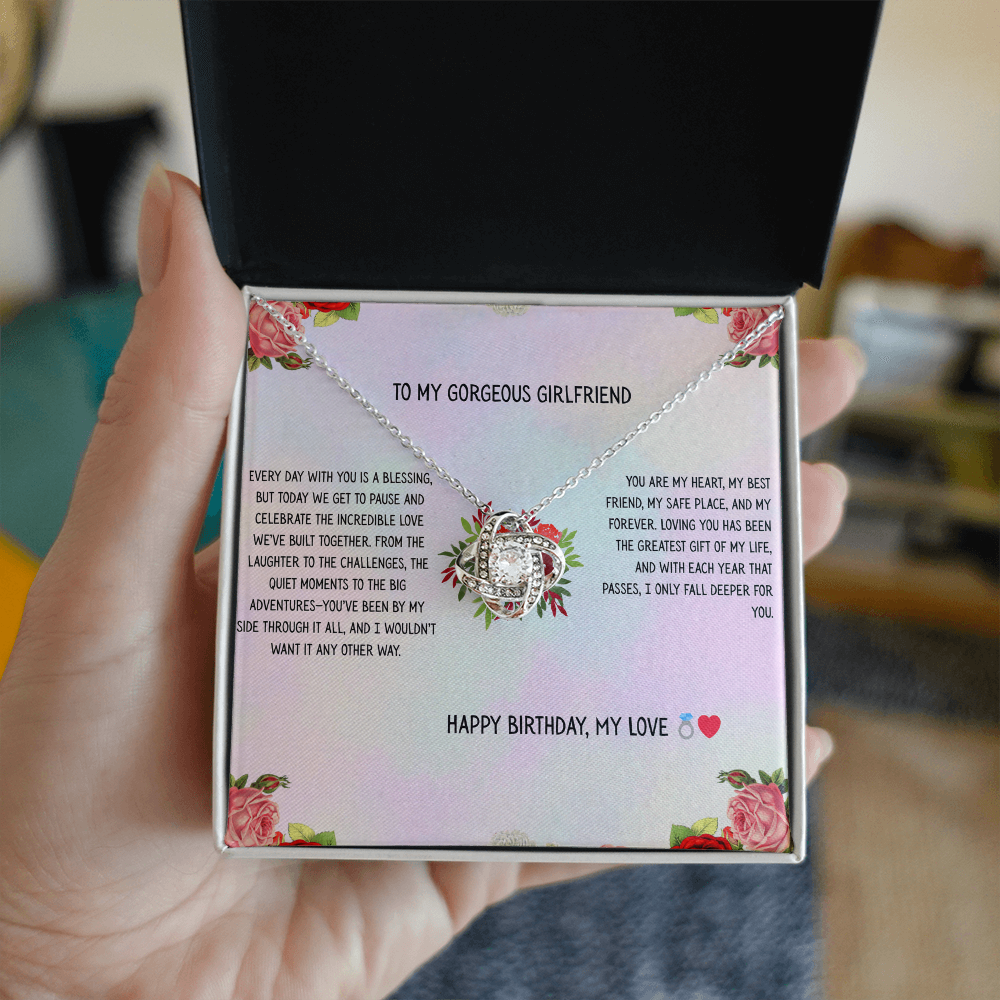 TO MY GORGEOUS GIRLFRIEND
EVERY DAY WITH YOU IS A BLESSING,
BUT TODAY WE GET TO PAUSE AND
CELEBRATE THE INCREDIBLE LOVE
WE'VE BUILT TOGETHER. FROM THE
LAUGHTER TO THE CHALLENGES, THE
QUIET MOMENTS TO THE BIG
ADVENTURES–YOU'VE BEEN BY MY
SIDE THROUGH IT ALL, AND I WOULDN'T
WANT IT ANY OTHER WAY.
YOU ARE MY HEART, MY BEST
FRIEND, MY SAFE PLACE, AND MY
FOREVER. LOVING YOU HAS BEEN
THE GREATEST GIFT OF MY LIFE,
AND WITH EACH YEAR THAT
PASSES, I ONLY FALL DEEPER FOR
YOU.
HAPPY BIRTHDAY, MY LOVE 💍❤️